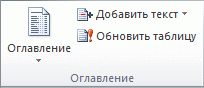 Оглавление
Добавить текст
Обновить таблицу
Оглавление